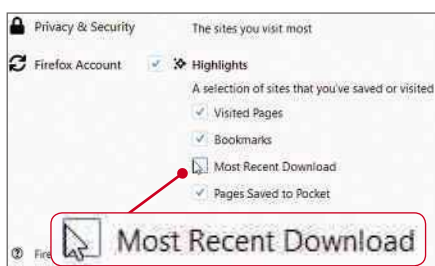 Privacy & Security
The sites you visit most
Firefox Account
Highlights
A selection of sites that you've saved or visited
Visited Pages
Bookmarks
Most Recent Download
Pages Saved to Pocket
Fire
Most Recent Download